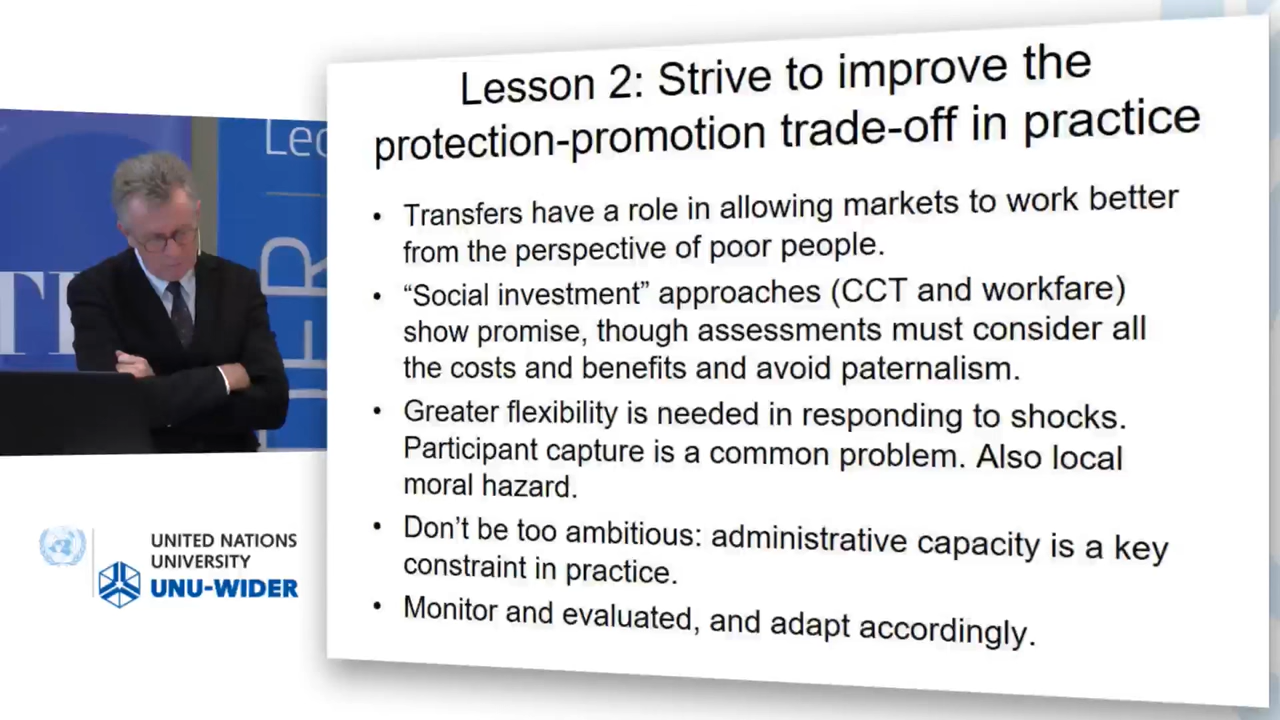 Lec
IDER
UNITED NATIONS
UNIVERSITY
UNU-WIDER
Lesson 2: Strive to improve the
protection-promotion trade-off in practice
• Transfers have a role in allowing markets to work better
from the perspective of poor people.
• “Social investment” approaches (CCT and workfare)
show promise, though assessments must consider all
the costs and benefits and avoid paternalism.
• Greater flexibility is needed in responding to shocks.
Participant capture is a common problem. Also local
moral hazard.
• Don’t be too ambitious: administrative capacity is a key
constraint in practice.
• Monitor and evaluated, and adapt accordingly.